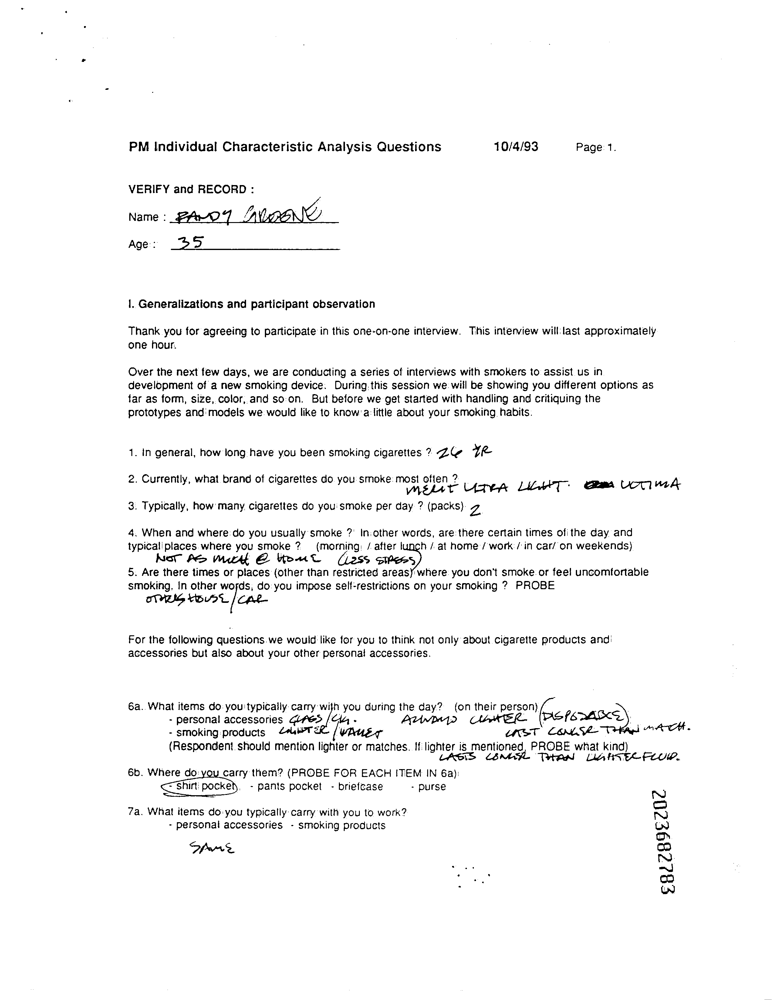 PM Individual Characteristic Analysis Questions 10/4/93 Page 1.
VERIFY and RECORD :
Name : RANDY GREENE
Age : 35
I. Generalizations and participant observation
Thank you for agreeing to participate in this one-on-one interview. This interview will last approximately
one hour.
Over the next few days, we are conducting a series of interviews with smokers to assist us in
development of a new smoking device. During this session we will be showing you different options as
far as form, size, color, and so on. But before we get started with handling and critiquing the
prototypes and models we would like to know a little about your smoking habits.
1. In general, how long have you been smoking cigarettes ? 26 YR
2. Currently, what brand of cigarettes do you smoke most often ?
MERIT ULTRA LIGHT. ULTIMA
3. Typically, how many cigarettes do you smoke per day ? (packs) 2
4. When and where do you usually smoke ? In other words, are there certain times of the day and
typical places where you smoke ? (morning / after lunch / at home / work / in car/ on weekends)
NOT AS MUCH @ HOME (LESS STRESS)
5. Are there times or places (other than restricted areas) where you don't smoke or feel uncomfortable
smoking. In other words, do you impose self-restrictions on your smoking ? PROBE
OTHERS HOUSE/CAR
For the following questions we would like for you to think not only about cigarette products and
accessories but also about your other personal accessories.
6a. What items do you typically carry with you during the day? (on their person)
- personal accessories GLASS/CIG. ALWAYS LIGHTER (DISPOSABLE)
- smoking products LIGHTER/WALLET LAST LONGER THAN MATCH.
(Respondent should mention lighter or matches. If lighter is mentioned, PROBE what kind)
LASTS LONGER THAN LIGHTER FLUID.
6b. Where do you carry them? (PROBE FOR EACH ITEM IN 6a)
- shirt pocket - pants pocket - briefcase - purse
7a. What items do you typically carry with you to work?
- personal accessories - smoking products
SAME
2023682783